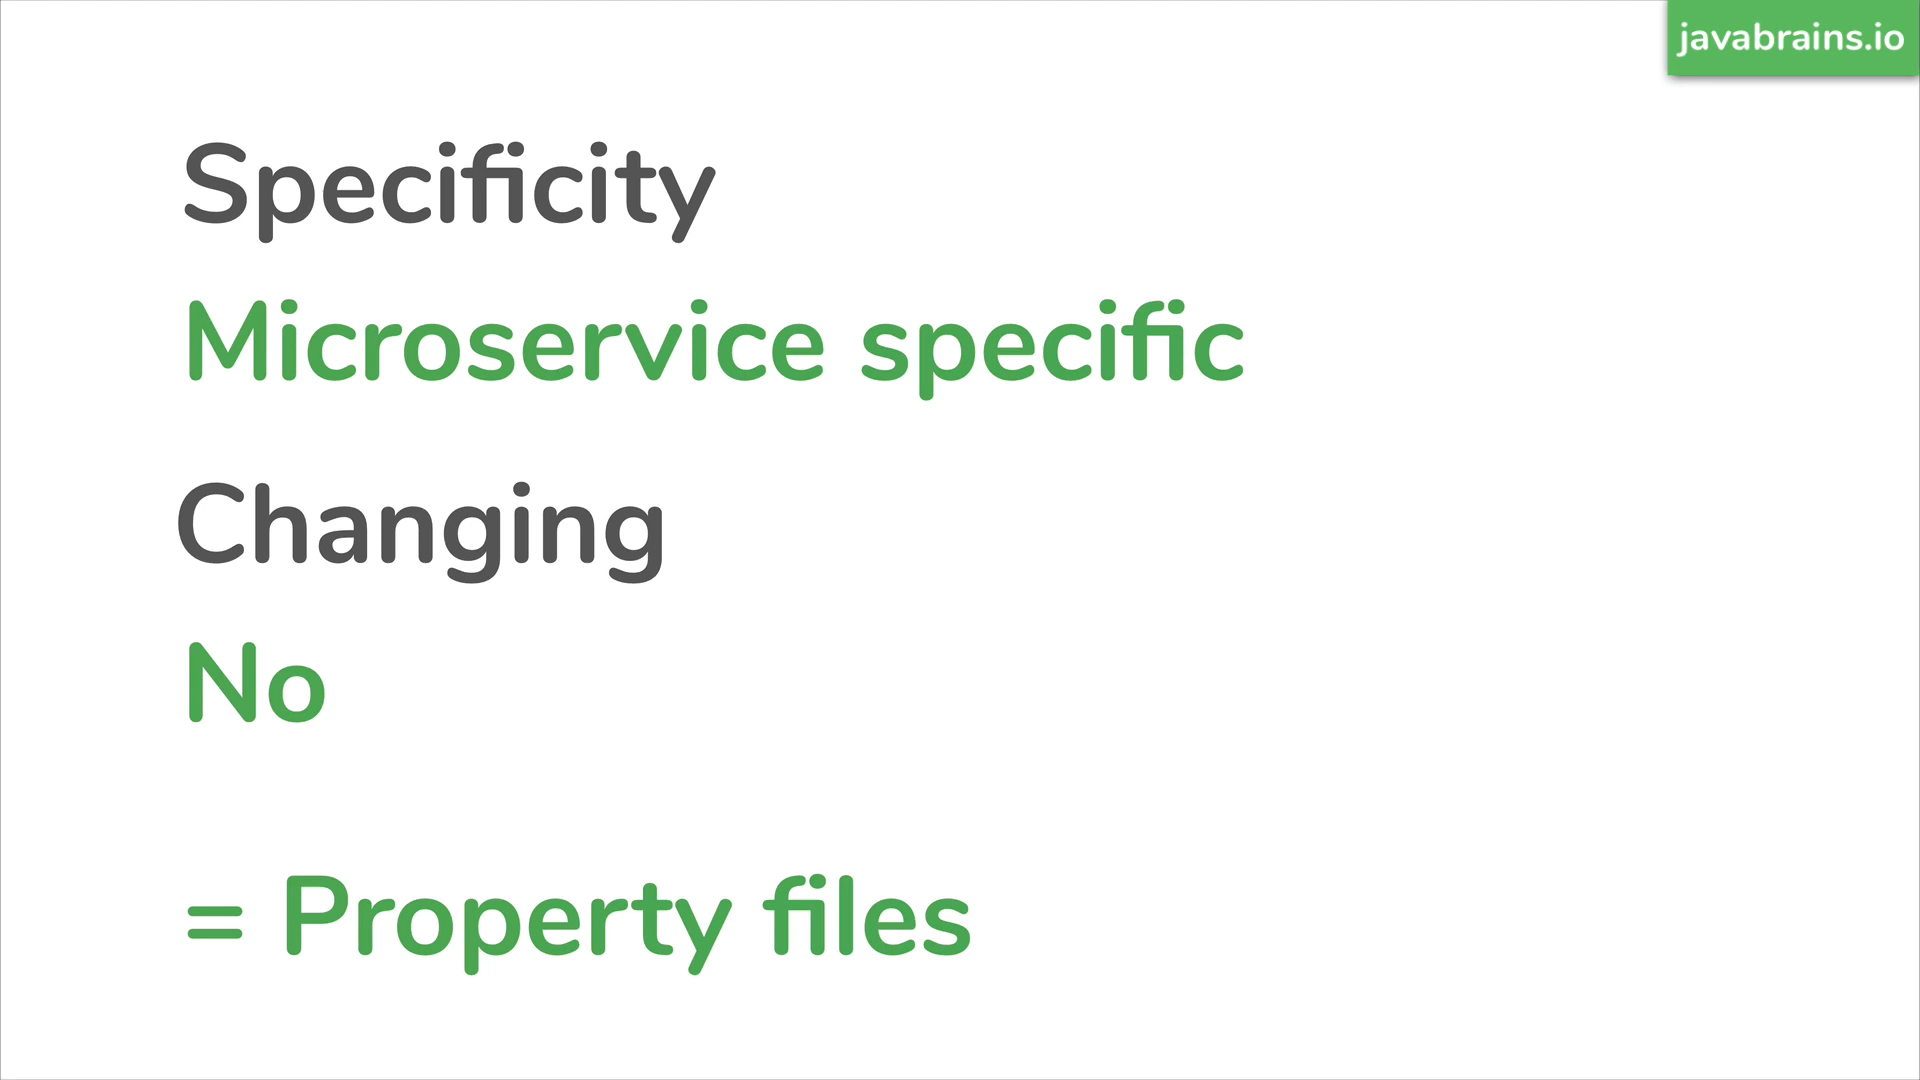 javabrains.io
Specificity
Microservice specific
Changing
No
= Property files